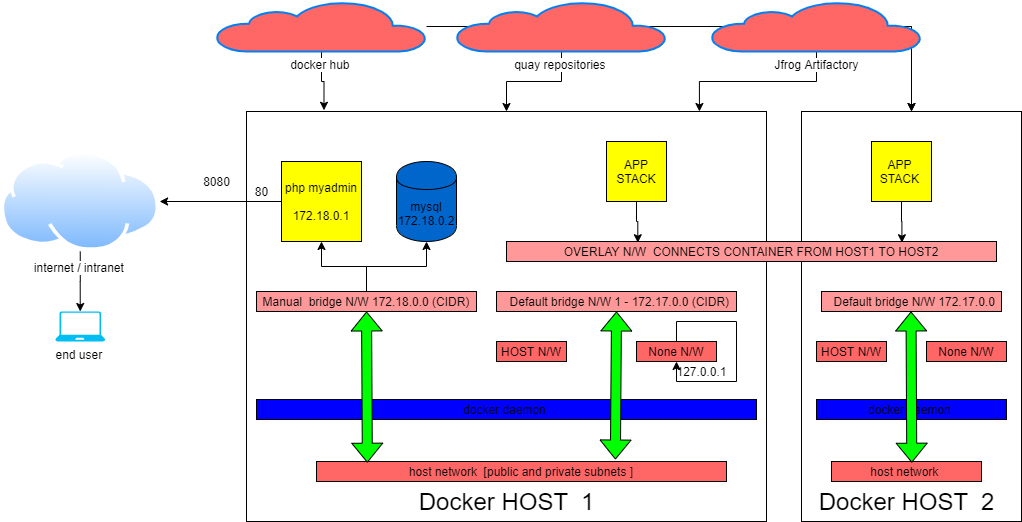 docker hub
quay repositories
Jfrog Artifactory
8080
80
php myadmin
172.18.0.1
mysql
172.18.0.2
APP
STACK
APP
STACK
OVERLAY N/W CONNECTS CONTAINER FROM HOST1 TO HOST2
internet / intranet
end user
Manual bridge N/W 172.18.0.0 (CIDR)
Default bridge N/W 1 - 172.17.0.0 (CIDR)
Default bridge N/W 172.17.0.0
HOST N/W
None N/W
127.0.0.1
HOST N/W
None N/W
docker daemon
docker daemon
host network [public and private subnets ]
host network
Docker HOST 1
Docker HOST 2